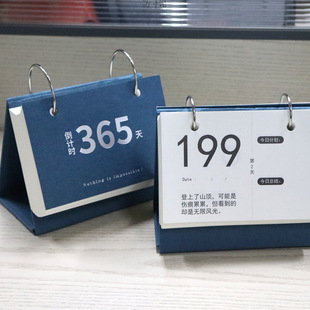 倒计时 365 天
Nothing is impossible!
199
第 天
今日计划:
今日总结:
Date / /
登上了山顶，可能是
伤痕累累，但看到的
却是无限风光。